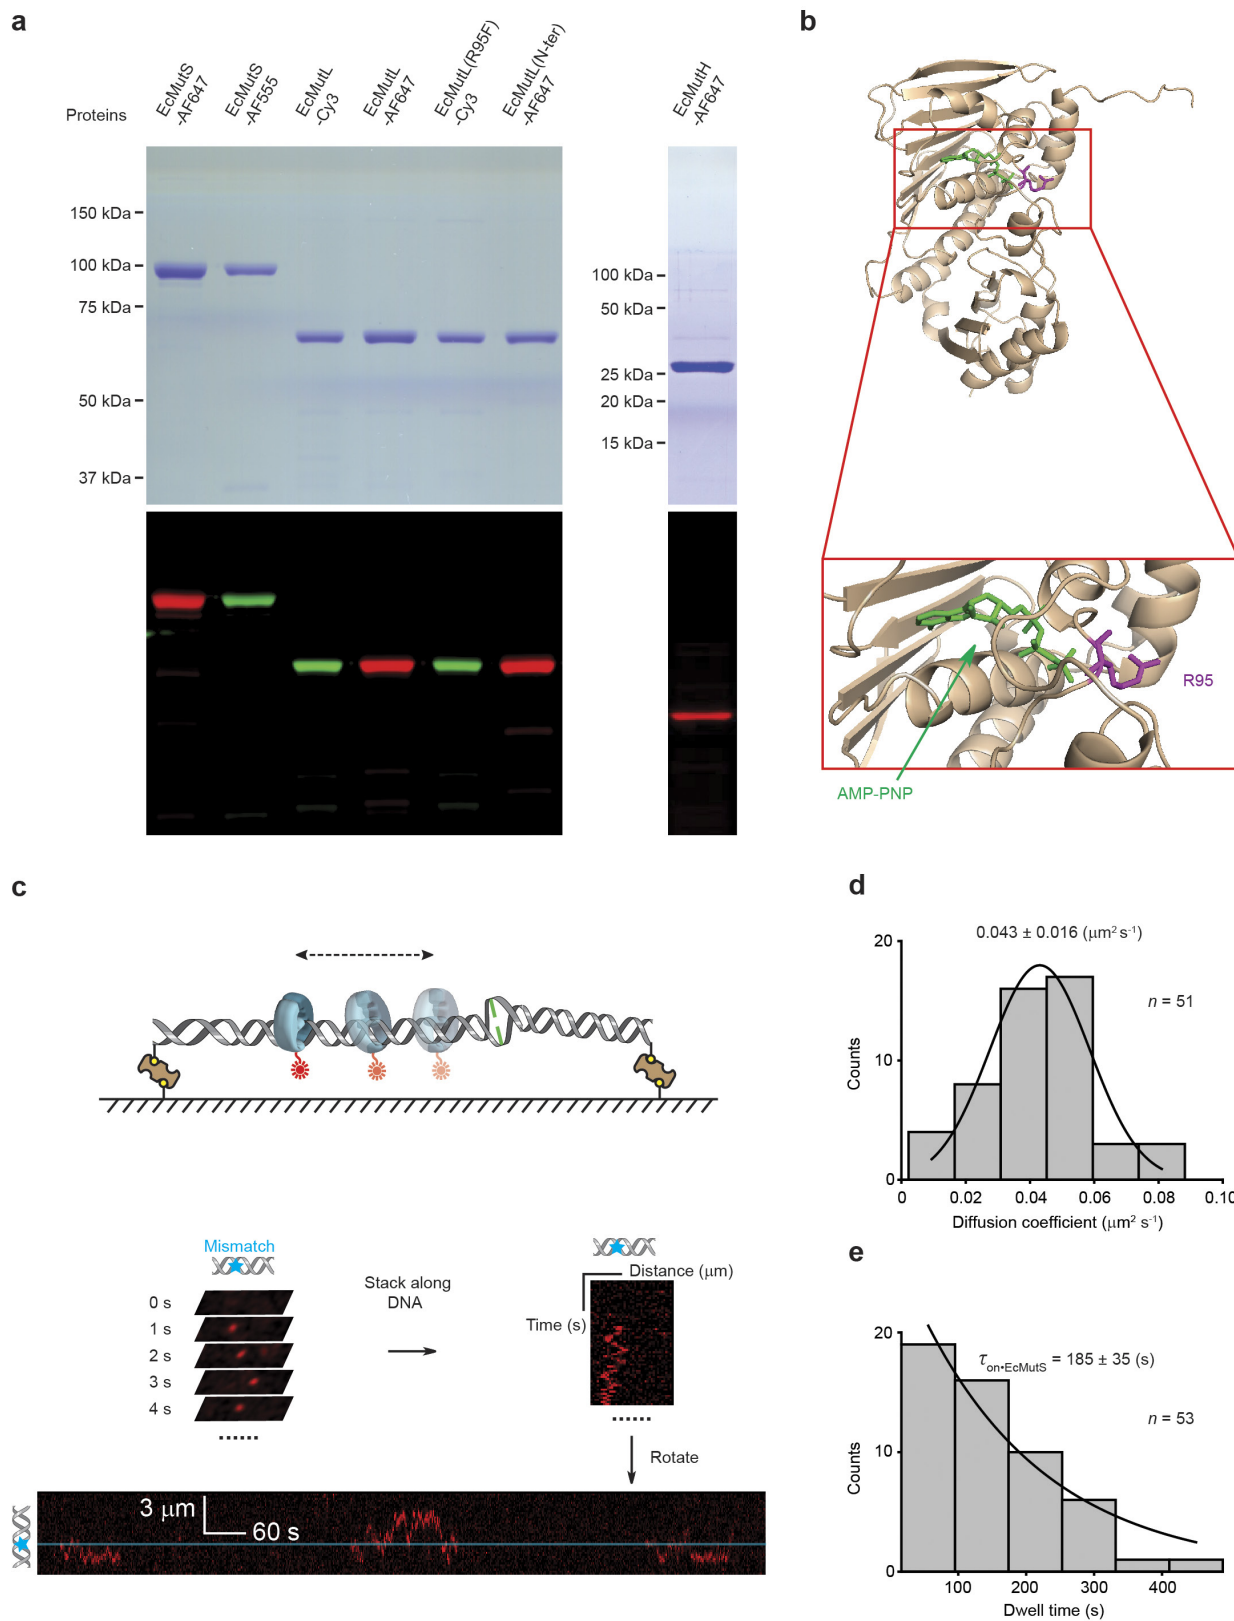 a
Proteins
EcMutS
-AF647
EcMutS
-AF555
EcMutL
-Cy3
EcMutL
-AF647
EcMutL(R95F)
-Cy3
EcMutL(N-ter)
-AF647
EcMutH
-AF647
150 kDa
100 kDa
75 kDa
50 kDa
37 kDa
100 kDa
50 kDa
25 kDa
20 kDa
15 kDa
b
R95
AMP-PNP
c
Mismatch
0 s
1 s
2 s
3 s
4 s
......
Stack along
DNA
Distance (μm)
Time (s)
......
Rotate
3 μm
60 s
d
0.043 ± 0.016 (μm² s⁻¹)
n = 51
Counts
20
10
0
0 0.02 0.04 0.06 0.08 0.10
Diffusion coefficient (μm² s⁻¹)
e
τon•EcMutS = 185 ± 35 (s)
n = 53
Counts
20
10
0
100 200 300 400
Dwell time (s)